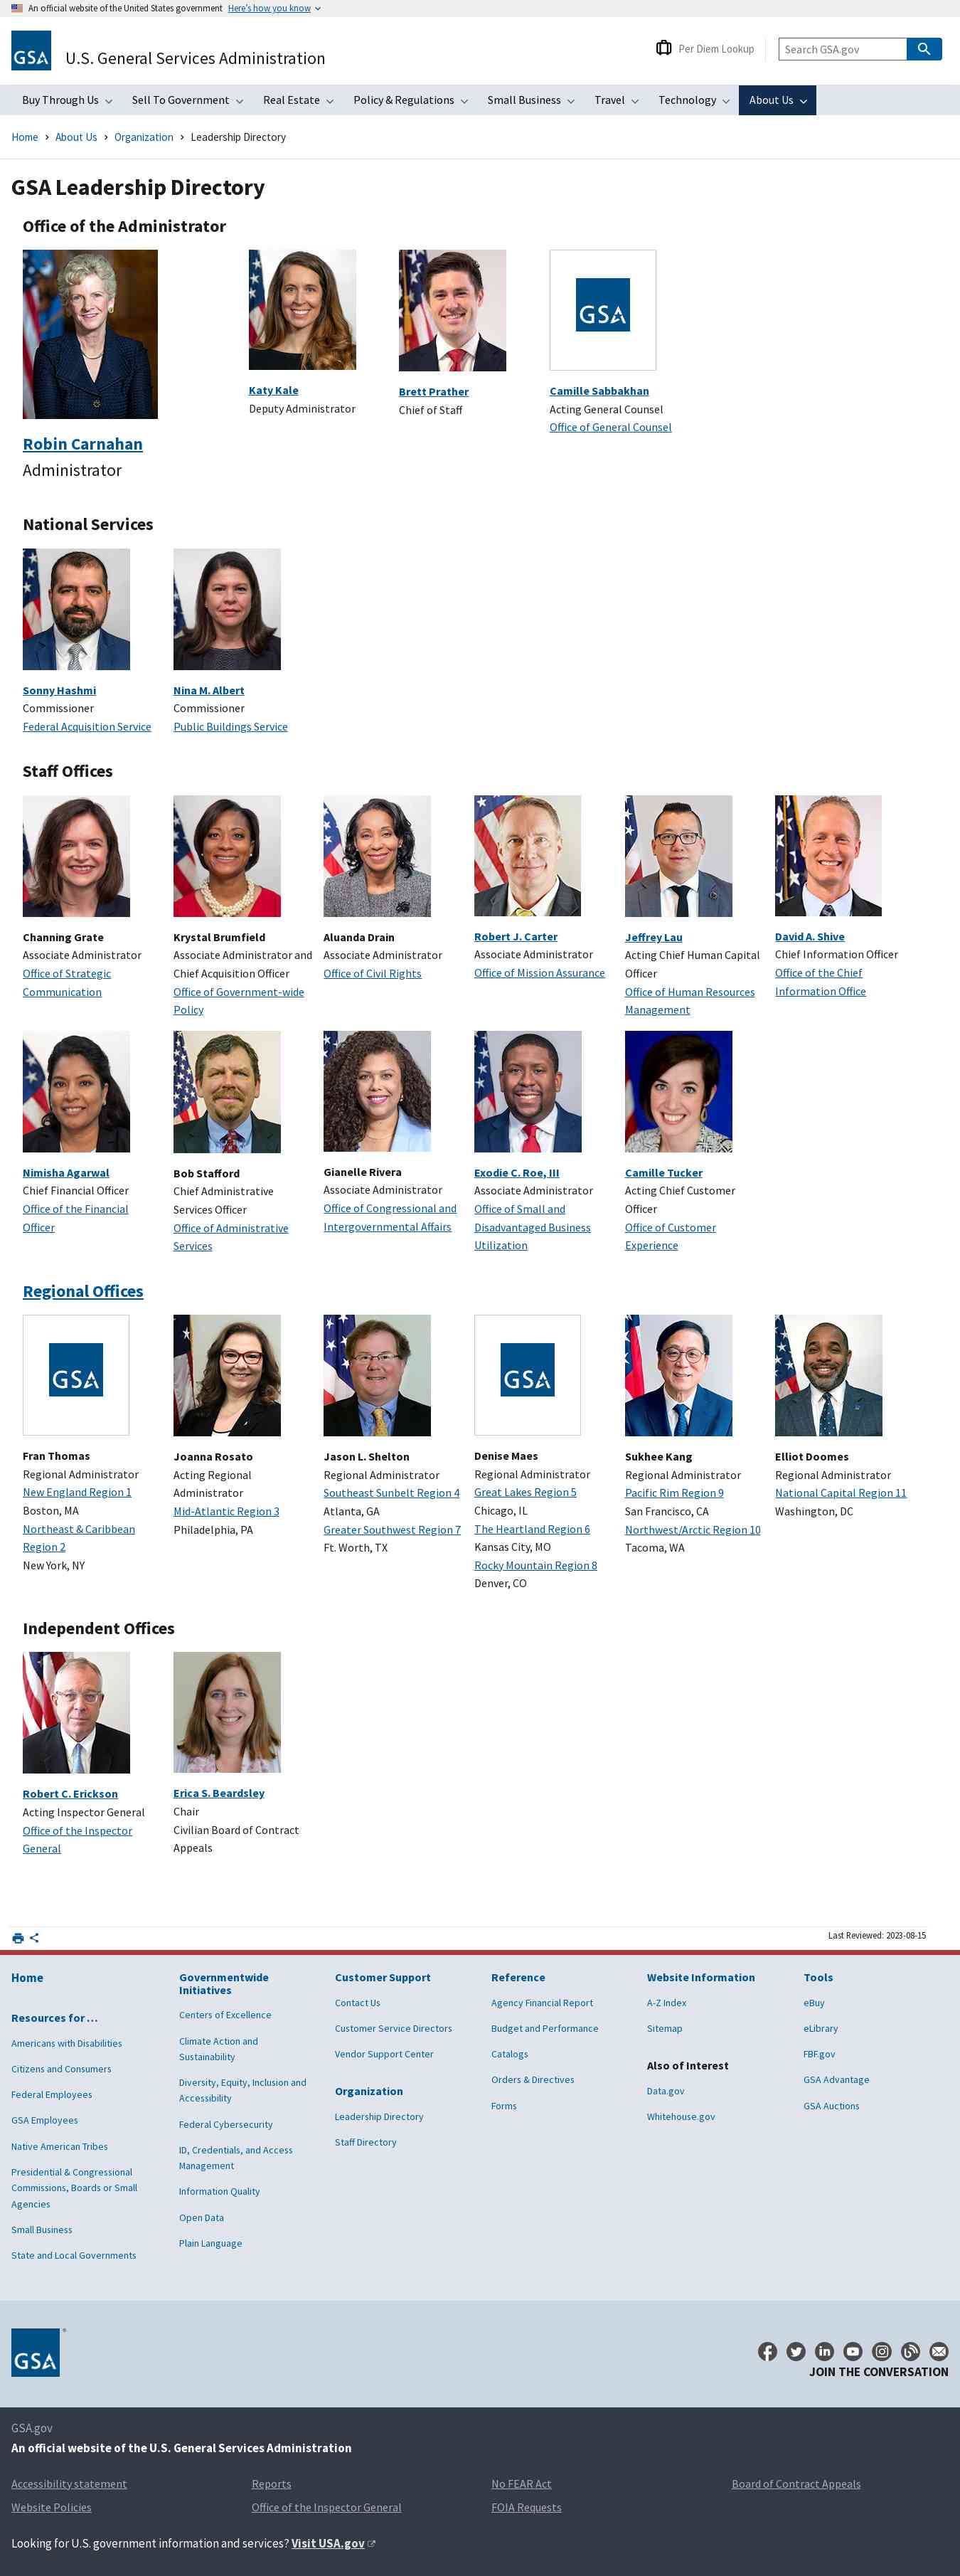 An official website of the United States government Here's how you know
GSA
U.S. General Services Administration
Per Diem Lookup
Search GSA.gov
Buy Through Us Sell To Government Real Estate Policy & Regulations Small Business Travel Technology About Us
Home > About Us > Organization > Leadership Directory
GSA Leadership Directory
Office of the Administrator
GSA
Robin Carnahan
Administrator
Katy Kale
Deputy Administrator
Brett Prather
Chief of Staff
Camille Sabbakhan
Acting General Counsel
Office of General Counsel
National Services
Sonny Hashmi
Commissioner
Federal Acquisition Service
Nina M. Albert
Commissioner
Public Buildings Service
Staff Offices
Channing Grate
Associate Administrator
Office of Strategic
Communication
Krystal Brumfield
Associate Administrator and
Chief Acquisition Officer
Office of Government-wide
Policy
Aluanda Drain
Associate Administrator
Office of Civil Rights
Robert J. Carter
Associate Administrator
Office of Mission Assurance
Jeffrey Lau
Acting Chief Human Capital
Officer
Office of Human Resources
Management
David A. Shive
Chief Information Officer
Office of the Chief
Information Office
Nimisha Agarwal
Chief Financial Officer
Office of the Financial
Officer
Bob Stafford
Chief Administrative
Services Officer
Office of Administrative
Services
Gianelle Rivera
Associate Administrator
Office of Congressional and
Intergovernmental Affairs
Exodie C. Roe, III
Associate Administrator
Office of Small and
Disadvantaged Business
Utilization
Camille Tucker
Acting Chief Customer
Officer
Office of Customer
Experience
Regional Offices
GSA
Fran Thomas
Regional Administrator
New England Region 1
Boston, MA
Northeast & Caribbean
Region 2
New York, NY
Joanna Rosato
Acting Regional
Administrator
Mid-Atlantic Region 3
Philadelphia, PA
Jason L. Shelton
Regional Administrator
Southeast Sunbelt Region 4
Atlanta, GA
Greater Southwest Region 7
Ft. Worth, TX
GSA
Denise Maes
Regional Administrator
Great Lakes Region 5
Chicago, IL
The Heartland Region 6
Kansas City, MO
Rocky Mountain Region 8
Denver, CO
Sukhee Kang
Regional Administrator
Pacific Rim Region 9
San Francisco, CA
Northwest/Arctic Region 10
Tacoma, WA
Elliot Doomes
Regional Administrator
National Capital Region 11
Washington, DC
Independent Offices
Robert C. Erickson
Acting Inspector General
Office of the Inspector
General
Erica S. Beardsley
Chair
Civilian Board of Contract
Appeals
Last Reviewed: 2023-08-15
Home
Resources for …
Americans with Disabilities
Citizens and Consumers
Federal Employees
GSA Employees
Native American Tribes
Presidential & Congressional
Commissions, Boards or Small
Agencies
Small Business
State and Local Governments
Governmentwide
Initiatives
Centers of Excellence
Climate Action and
Sustainability
Diversity, Equity, Inclusion and
Accessibility
Federal Cybersecurity
ID, Credentials, and Access
Management
Information Quality
Open Data
Plain Language
Customer Support
Contact Us
Customer Service Directors
Vendor Support Center
Organization
Leadership Directory
Staff Directory
Reference
Agency Financial Report
Budget and Performance
Catalogs
Orders & Directives
Forms
Website Information
A-Z Index
Sitemap
Also of Interest
Data.gov
Whitehouse.gov
Tools
eBuy
eLibrary
FBF.gov
GSA Advantage
GSA Auctions
GSA ®
JOIN THE CONVERSATION
GSA.gov
An official website of the U.S. General Services Administration
Accessibility statement Reports No FEAR Act Board of Contract Appeals
Website Policies Office of the Inspector General FOIA Requests
Looking for U.S. government information and services? Visit USA.gov